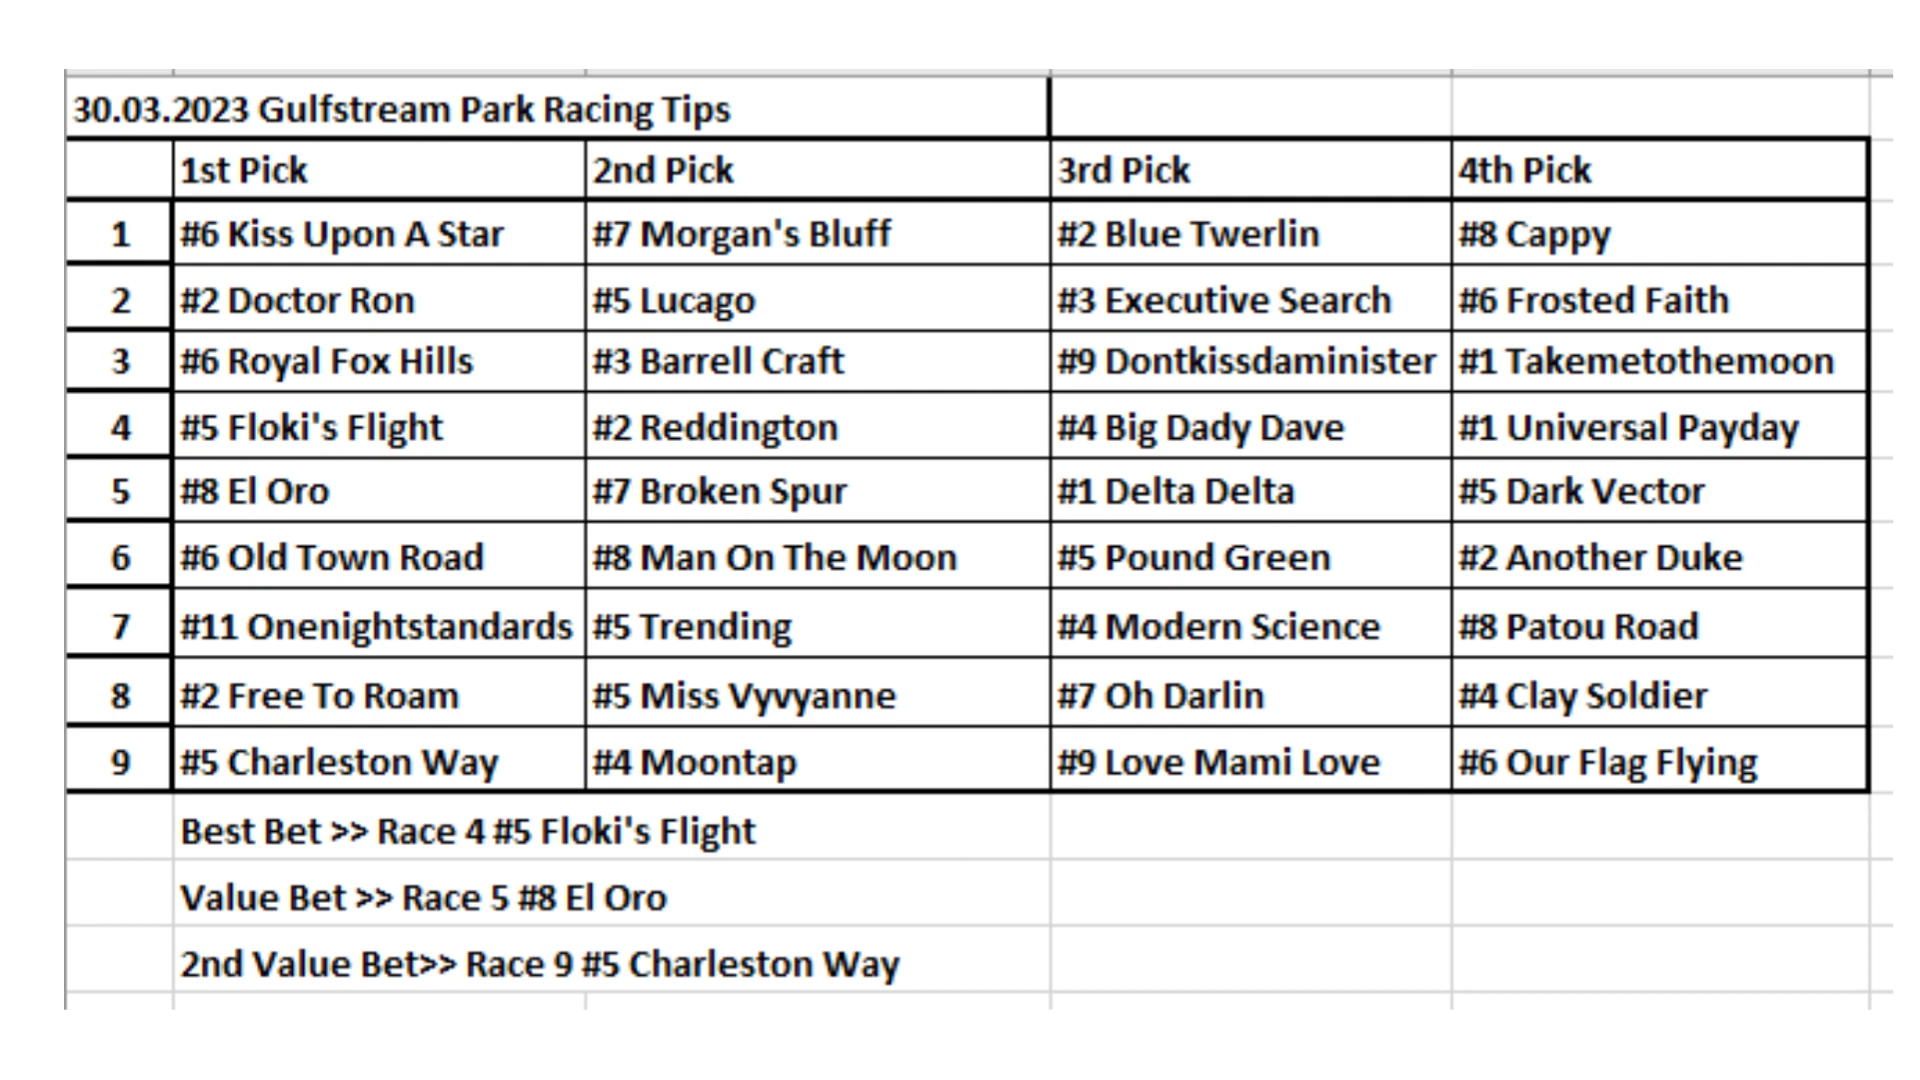 30.03.2023 Gulfstream Park Racing Tips
1st Pick 2nd Pick 3rd Pick 4th Pick
1 #6 Kiss Upon A Star #7 Morgan's Bluff #2 Blue Twerlin #8 Cappy
2 #2 Doctor Ron #5 Lucago #3 Executive Search #6 Frosted Faith
3 #6 Royal Fox Hills #3 Barrell Craft #9 Dontkissdaminister #1 Takemetothemoon
4 #5 Floki's Flight #2 Reddington #4 Big Dady Dave #1 Universal Payday
5 #8 El Oro #7 Broken Spur #1 Delta Delta #5 Dark Vector
6 #6 Old Town Road #8 Man On The Moon #5 Pound Green #2 Another Duke
7 #11 Onenightstandards #5 Trending #4 Modern Science #8 Patou Road
8 #2 Free To Roam #5 Miss Vyvyanne #7 Oh Darlin #4 Clay Soldier
9 #5 Charleston Way #4 Moontap #9 Love Mami Love #6 Our Flag Flying
Best Bet >> Race 4 #5 Floki's Flight
Value Bet >> Race 5 #8 El Oro
2nd Value Bet>> Race 9 #5 Charleston Way